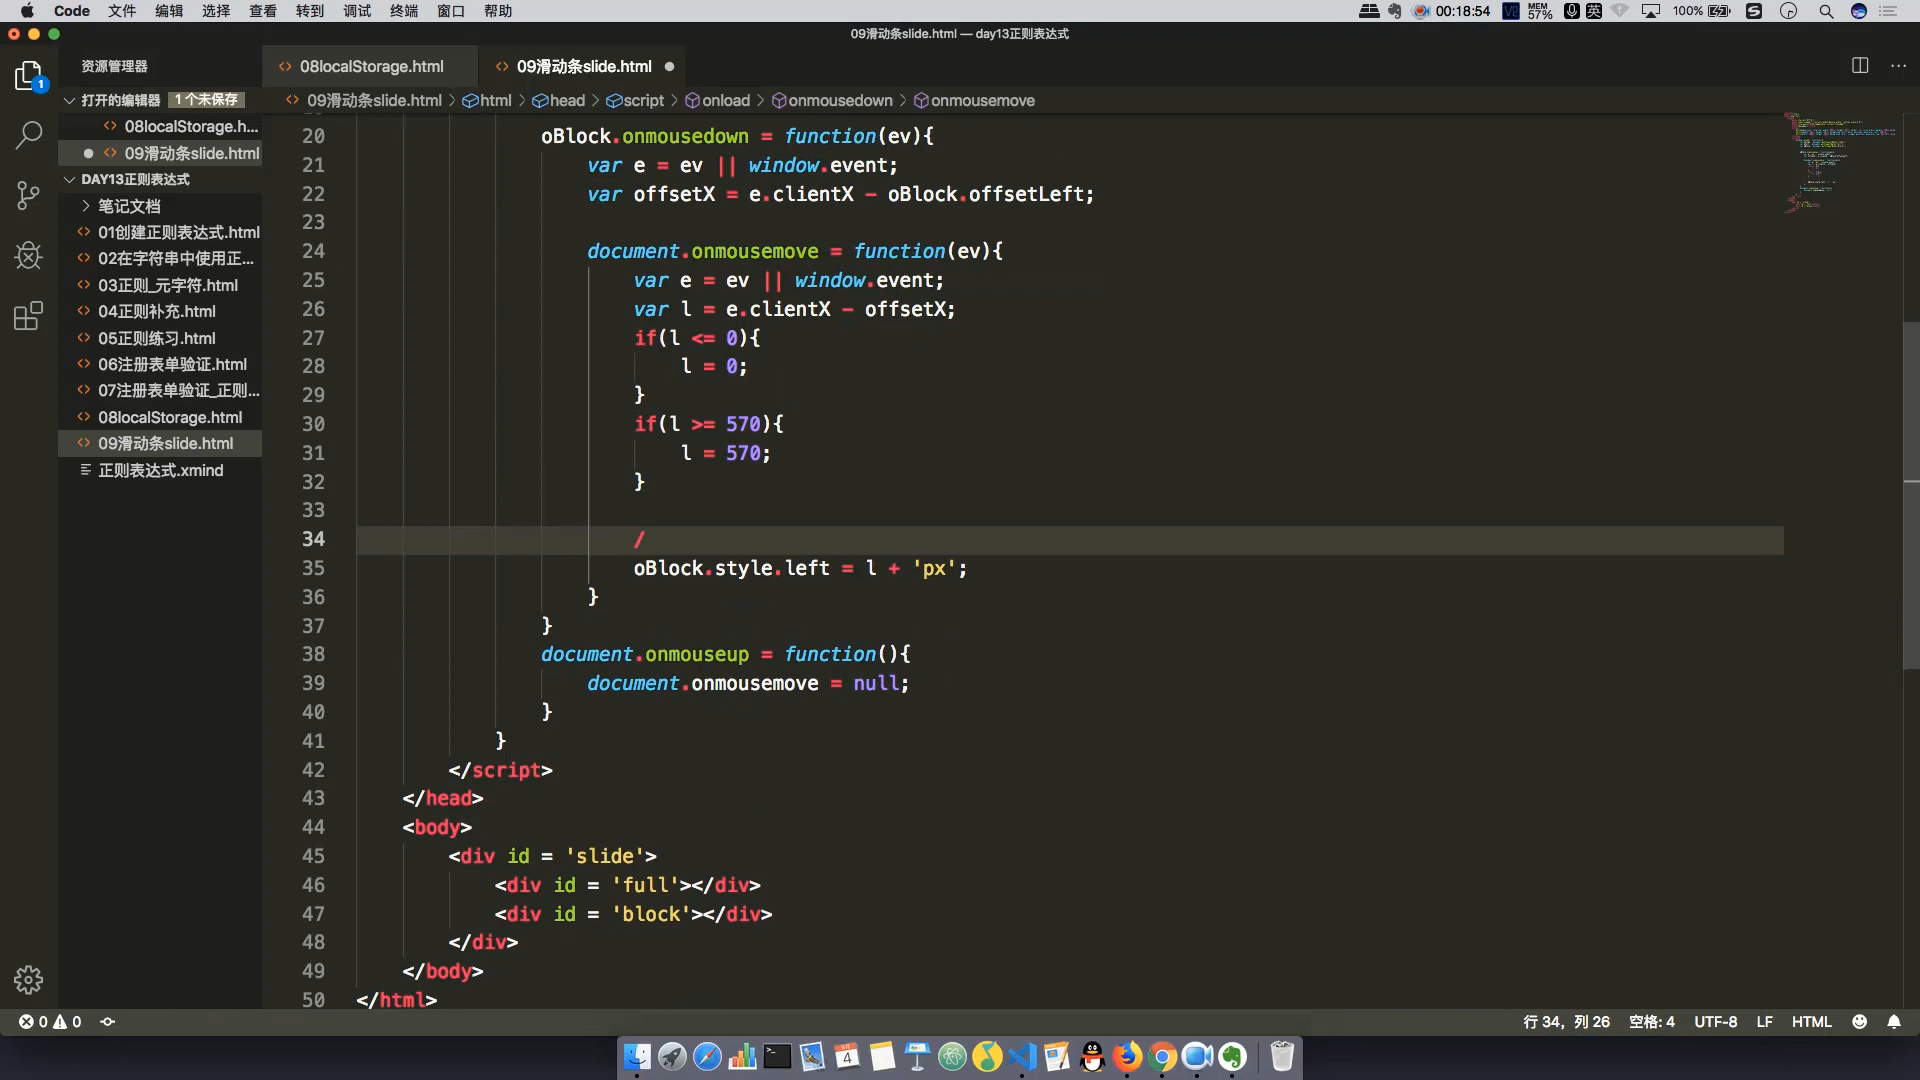 Code 文件 编辑 选择 查看 转到 调试 终端 窗口 帮助
00:18:54 MEM 57% 英 100%
09滑动条slide.html — day13正则表达式
资源管理器
08localStorage.html
09滑动条slide.html
打开的编辑器 1 个未保存
09滑动条slide.html > html > head > script > onload > onmousedown > onmousemove
08localStorage.h...
09滑动条slide.html
DAY13正则表达式
笔记文档
01创建正则表达式.html
02在字符串中使用正...
03正则_元字符.html
04正则补充.html
05正则练习.html
06注册表单验证.html
07注册表单验证_正则...
08localStorage.html
09滑动条slide.html
正则表达式.xmind
20 oBlock.onmousedown = function(ev){
21 var e = ev || window.event;
22 var offsetX = e.clientX - oBlock.offsetLeft;
23
24 document.onmousemove = function(ev){
25 var e = ev || window.event;
26 var l = e.clientX - offsetX;
27 if(l <= 0){
28 l = 0;
29 }
30 if(l >= 570){
31 l = 570;
32 }
33
34 /
35 oBlock.style.left = l + 'px';
36 }
37 }
38 document.onmouseup = function(){
39 document.onmousemove = null;
40 }
41 }
42 </script>
43 </head>
44 <body>
45 <div id = 'slide'>
46 <div id = 'full'></div>
47 <div id = 'block'></div>
48 </div>
49 </body>
50 </html>
0 0
行 34，列 26 空格: 4 UTF-8 LF HTML